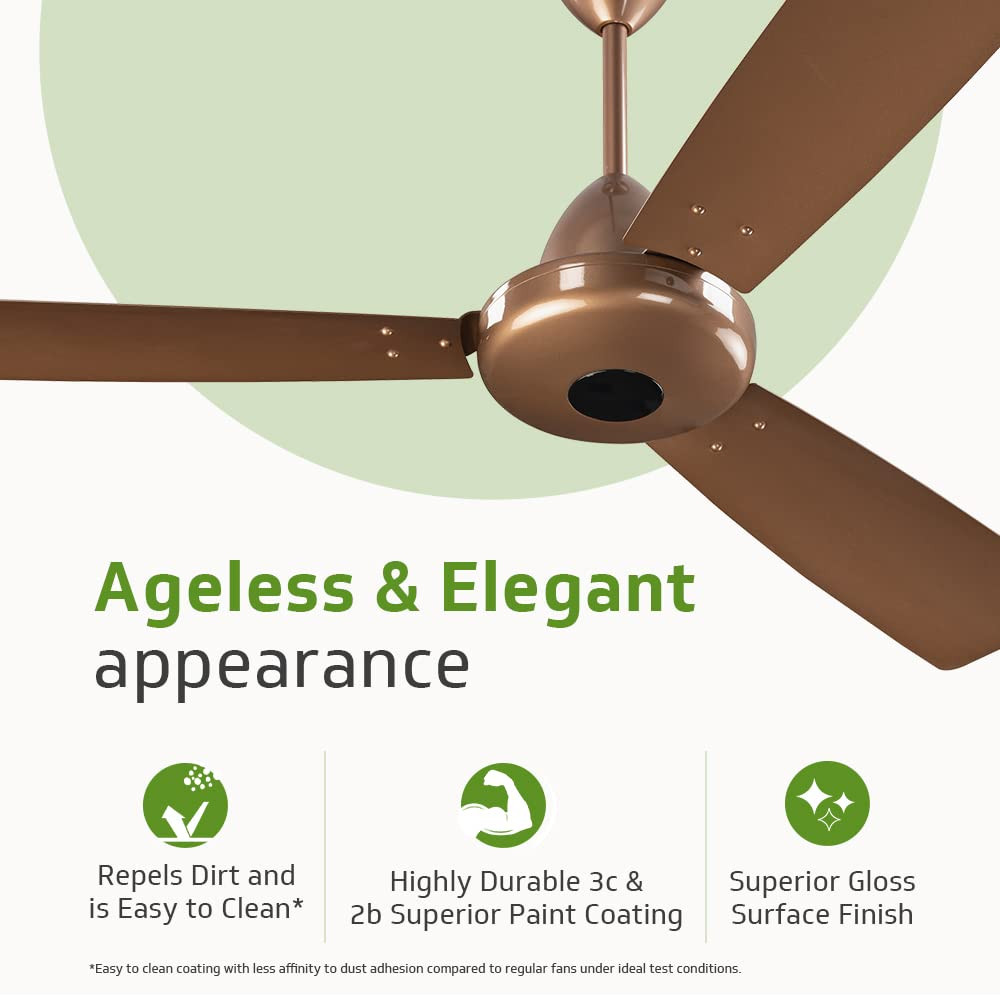 Ageless & Elegant
appearance
Repels Dirt and
is Easy to Clean*
Highly Durable 3c &
2b Superior Paint Coating
Superior Gloss
Surface Finish
*Easy to clean coating with less affinity to dust adhesion compared to regular fans under ideal test conditions.